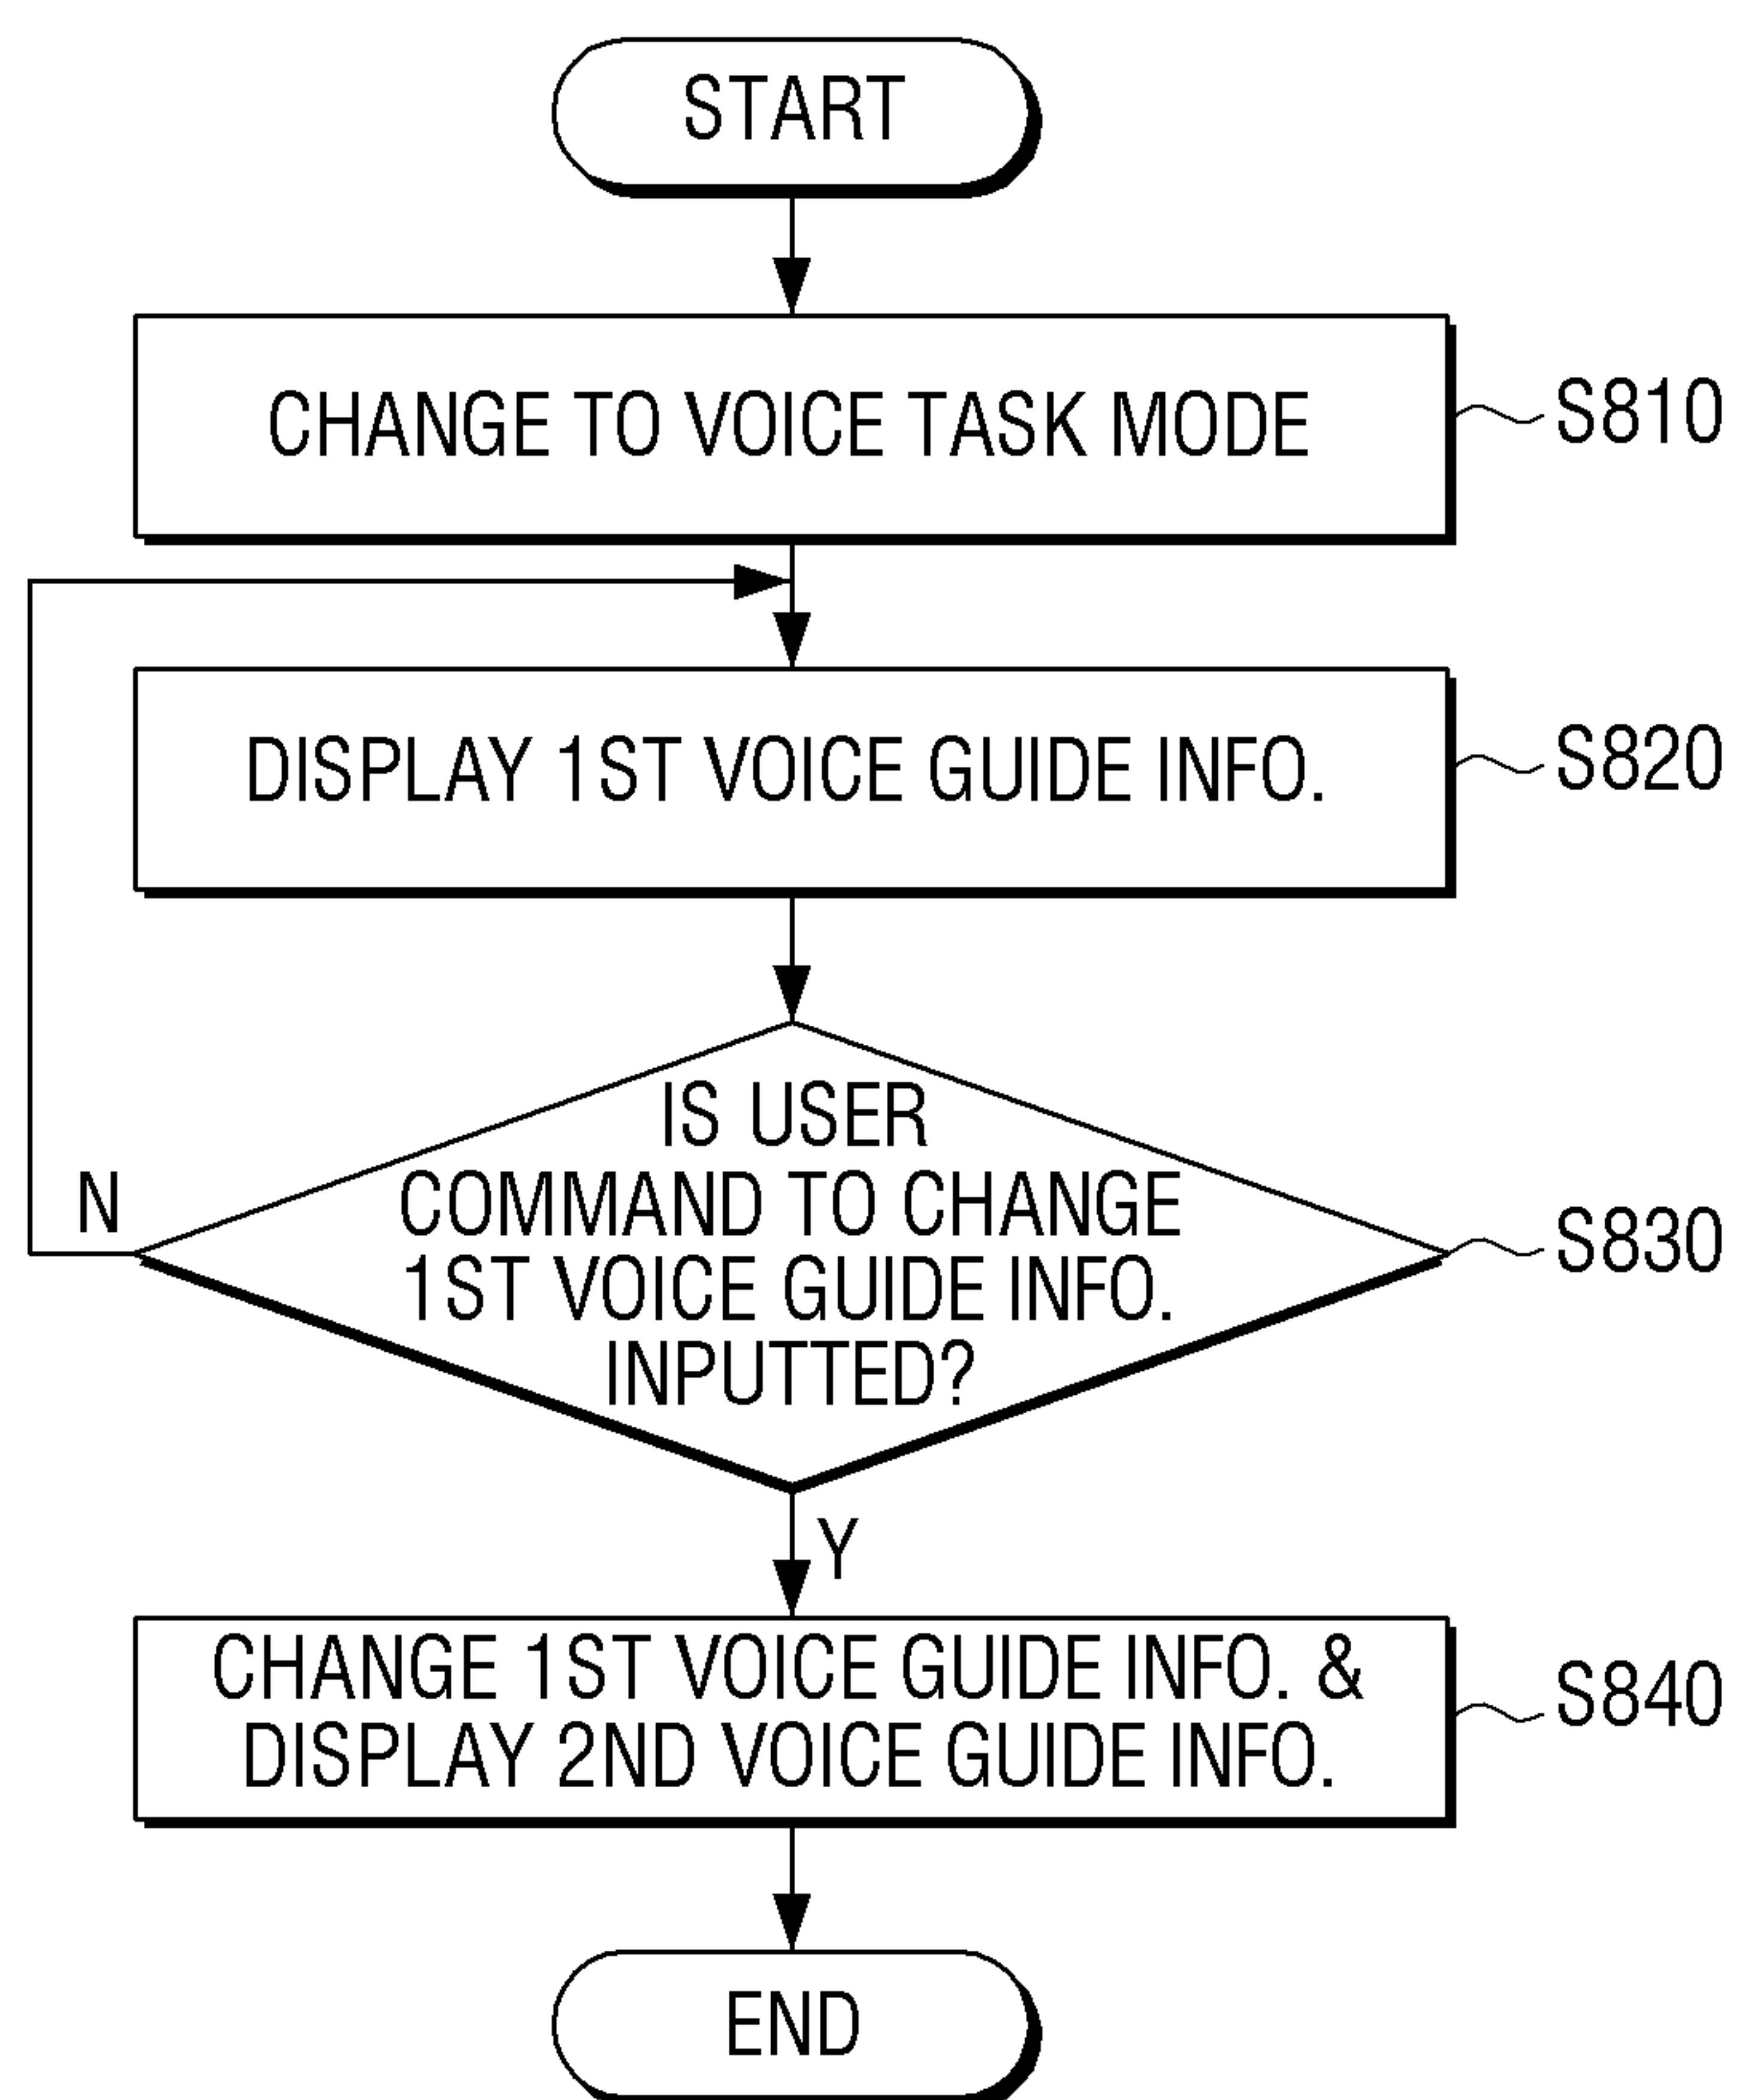 START
CHANGE TO VOICE TASK MODE
S810
DISPLAY 1ST VOICE GUIDE INFO.
S820
IS USER
COMMAND TO CHANGE
1ST VOICE GUIDE INFO.
INPUTTED?
S830
N
Y
CHANGE 1ST VOICE GUIDE INFO. &
DISPLAY 2ND VOICE GUIDE INFO.
S840
END